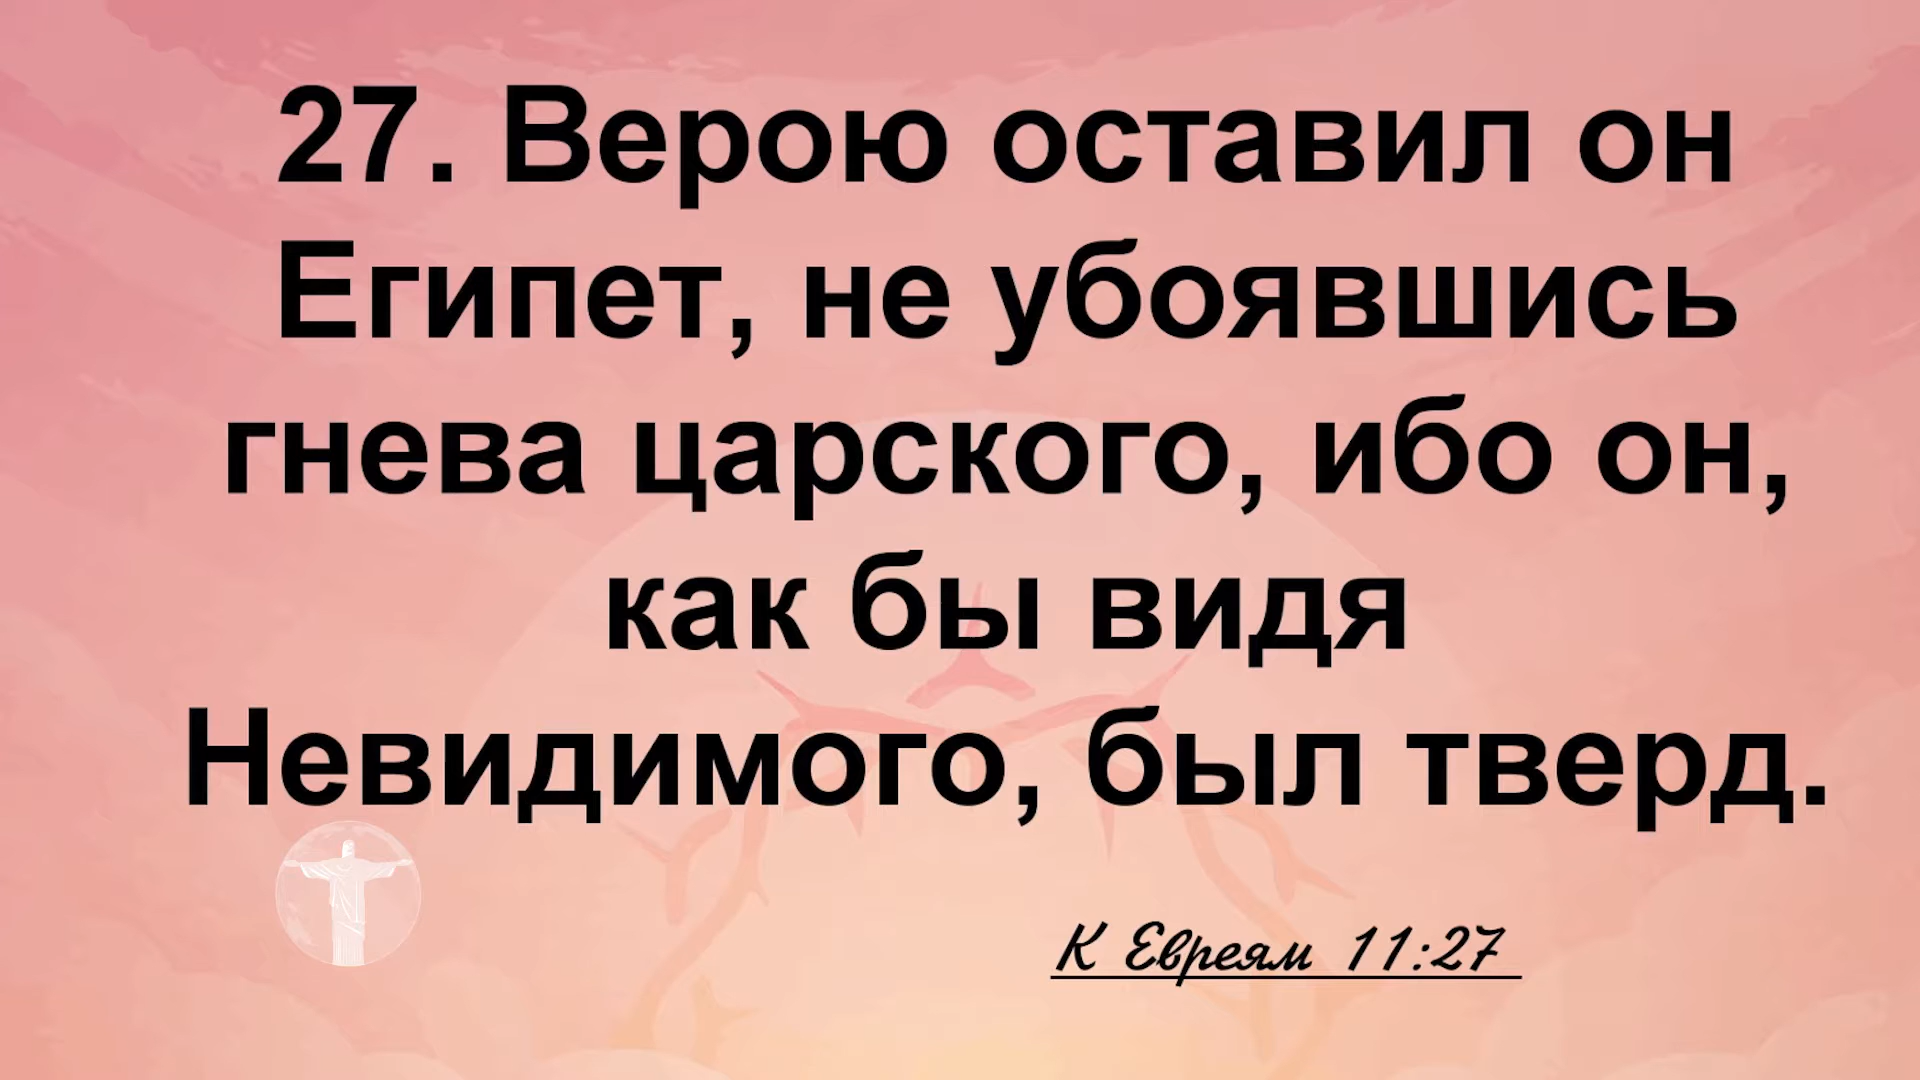 27. Верою оставил он
Египет, не убоявшись
гнева царского, ибо он,
как бы видя
Невидимого, был тверд.
К Евреям 11:27